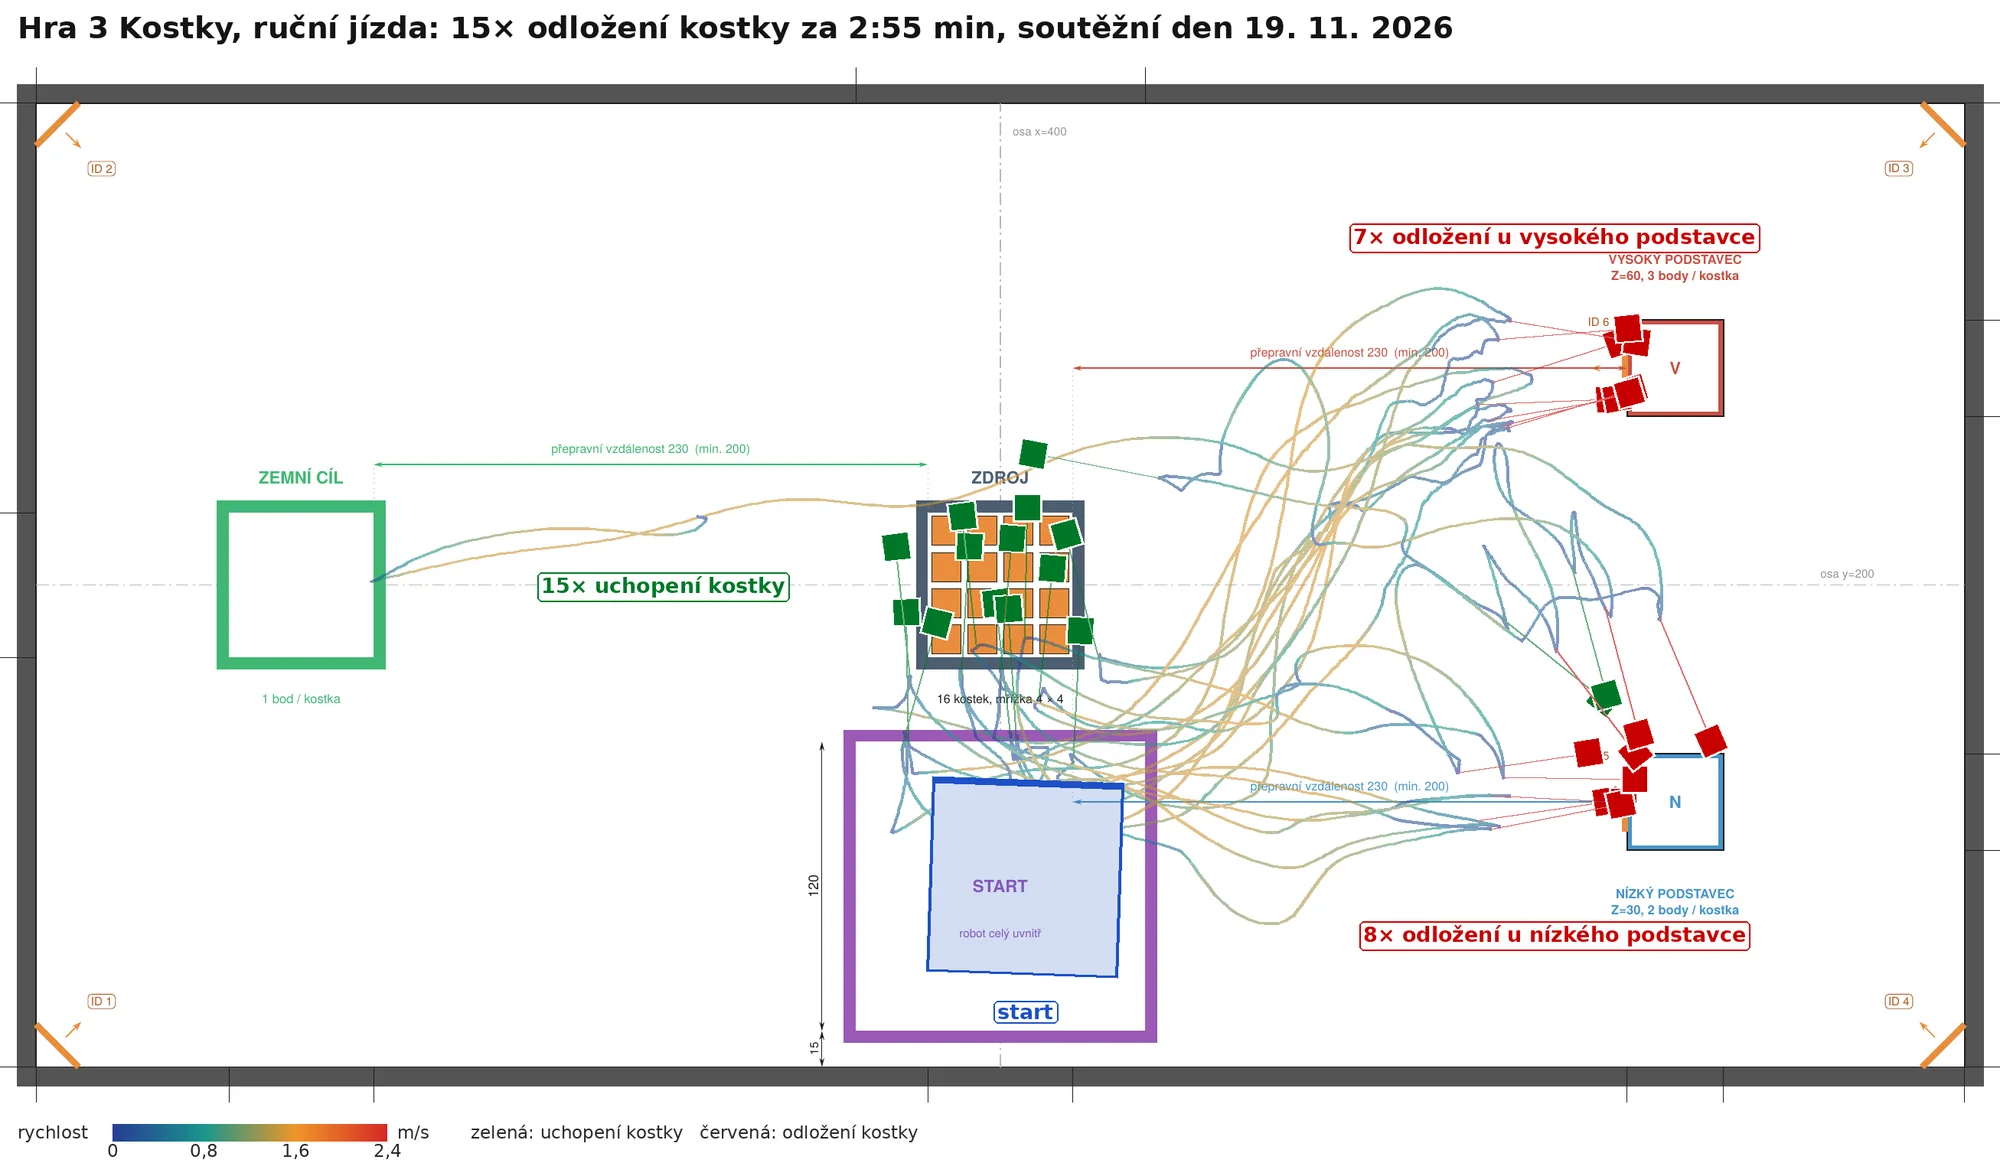 Hra 3 Kostky, ruční jízda: 15× odložení kostky za 2:55 min, soutěžní den 19. 11. 2026
osa x=400
ID 2
ID 3
7× odložení u vysokého podstavce
VYSOKÝ PODSTAVEC
Z=60, 3 body / kostka
ID 6
přepravní vzdálenost 230 (min. 200)
V
přepravní vzdálenost 230 (min. 200)
ZEMNÍ CÍL
ZDROJ
osa y=200
15× uchopení kostky
1 bod / kostka
16 kostek, mřížka 4 × 4
5
přepravní vzdálenost 230 (min. 200)
N
120
START
NÍZKÝ PODSTAVEC
Z=30, 2 body / kostka
robot celý uvnitř
8× odložení u nízkého podstavce
ID 1
ID 4
start
15
rychlost
m/s
zelená: uchopení kostky červená: odložení kostky
0
0,8
1,6
2,4